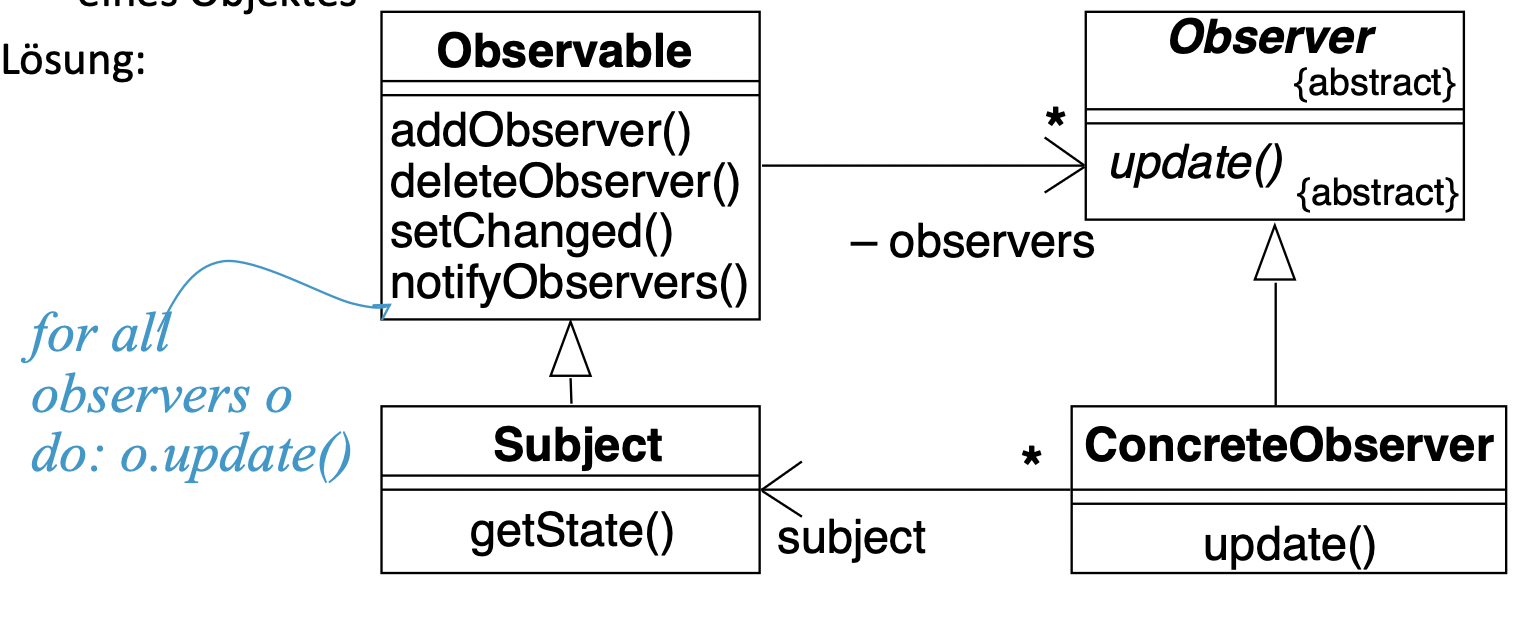 eines Objektes
Lösung:
Observable
addObserver()
deleteObserver()
setChanged()
notifyObservers()
*
– observers
Observer
{abstract}
update()
{abstract}
for all
observers o
do: o.update()
Subject
getState()
*
subject
ConcreteObserver
update()